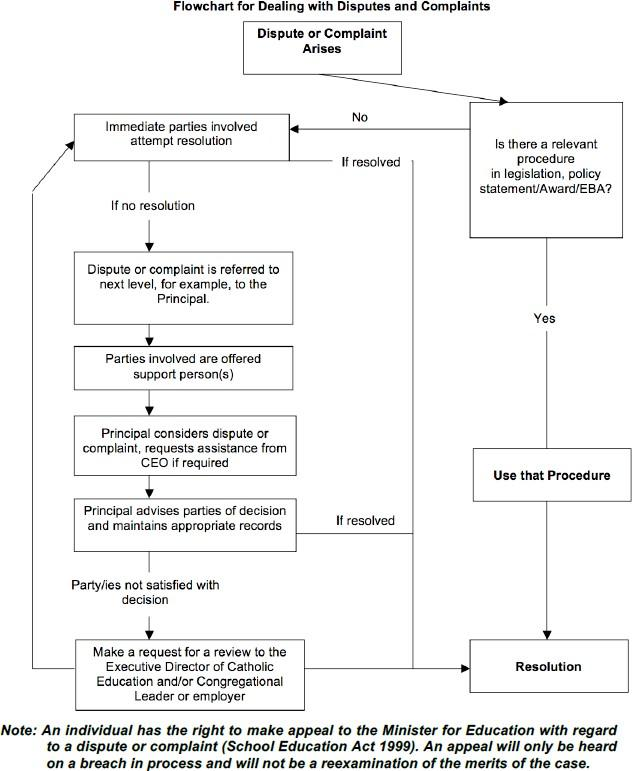 Flowchart for Dealing with Disputes and Complaints
Dispute or Complaint
Arises
Immediate parties involved
attempt resolution
No
Is there a relevant
procedure
in legislation, policy
statement/Award/EBA?
If resolved
If no resolution
Dispute or complaint is referred to
next level, for example, to the
Principal.
Yes
Parties involved are offered
support person(s)
Principal considers dispute or
complaint, requests assistance from
CEO if required
Use that Procedure
Principal advises parties of decision
and maintains appropriate records
If resolved
Party/ies not satisfied with
decision
Make a request for a review to the
Executive Director of Catholic
Education and/or Congregational
Leader or employer
Resolution
Note: An individual has the right to make appeal to the Minister for Education with regard
to a dispute or complaint (School Education Act 1999). An appeal will only be heard
on a breach in process and will not be a reexamination of the merits of the case.